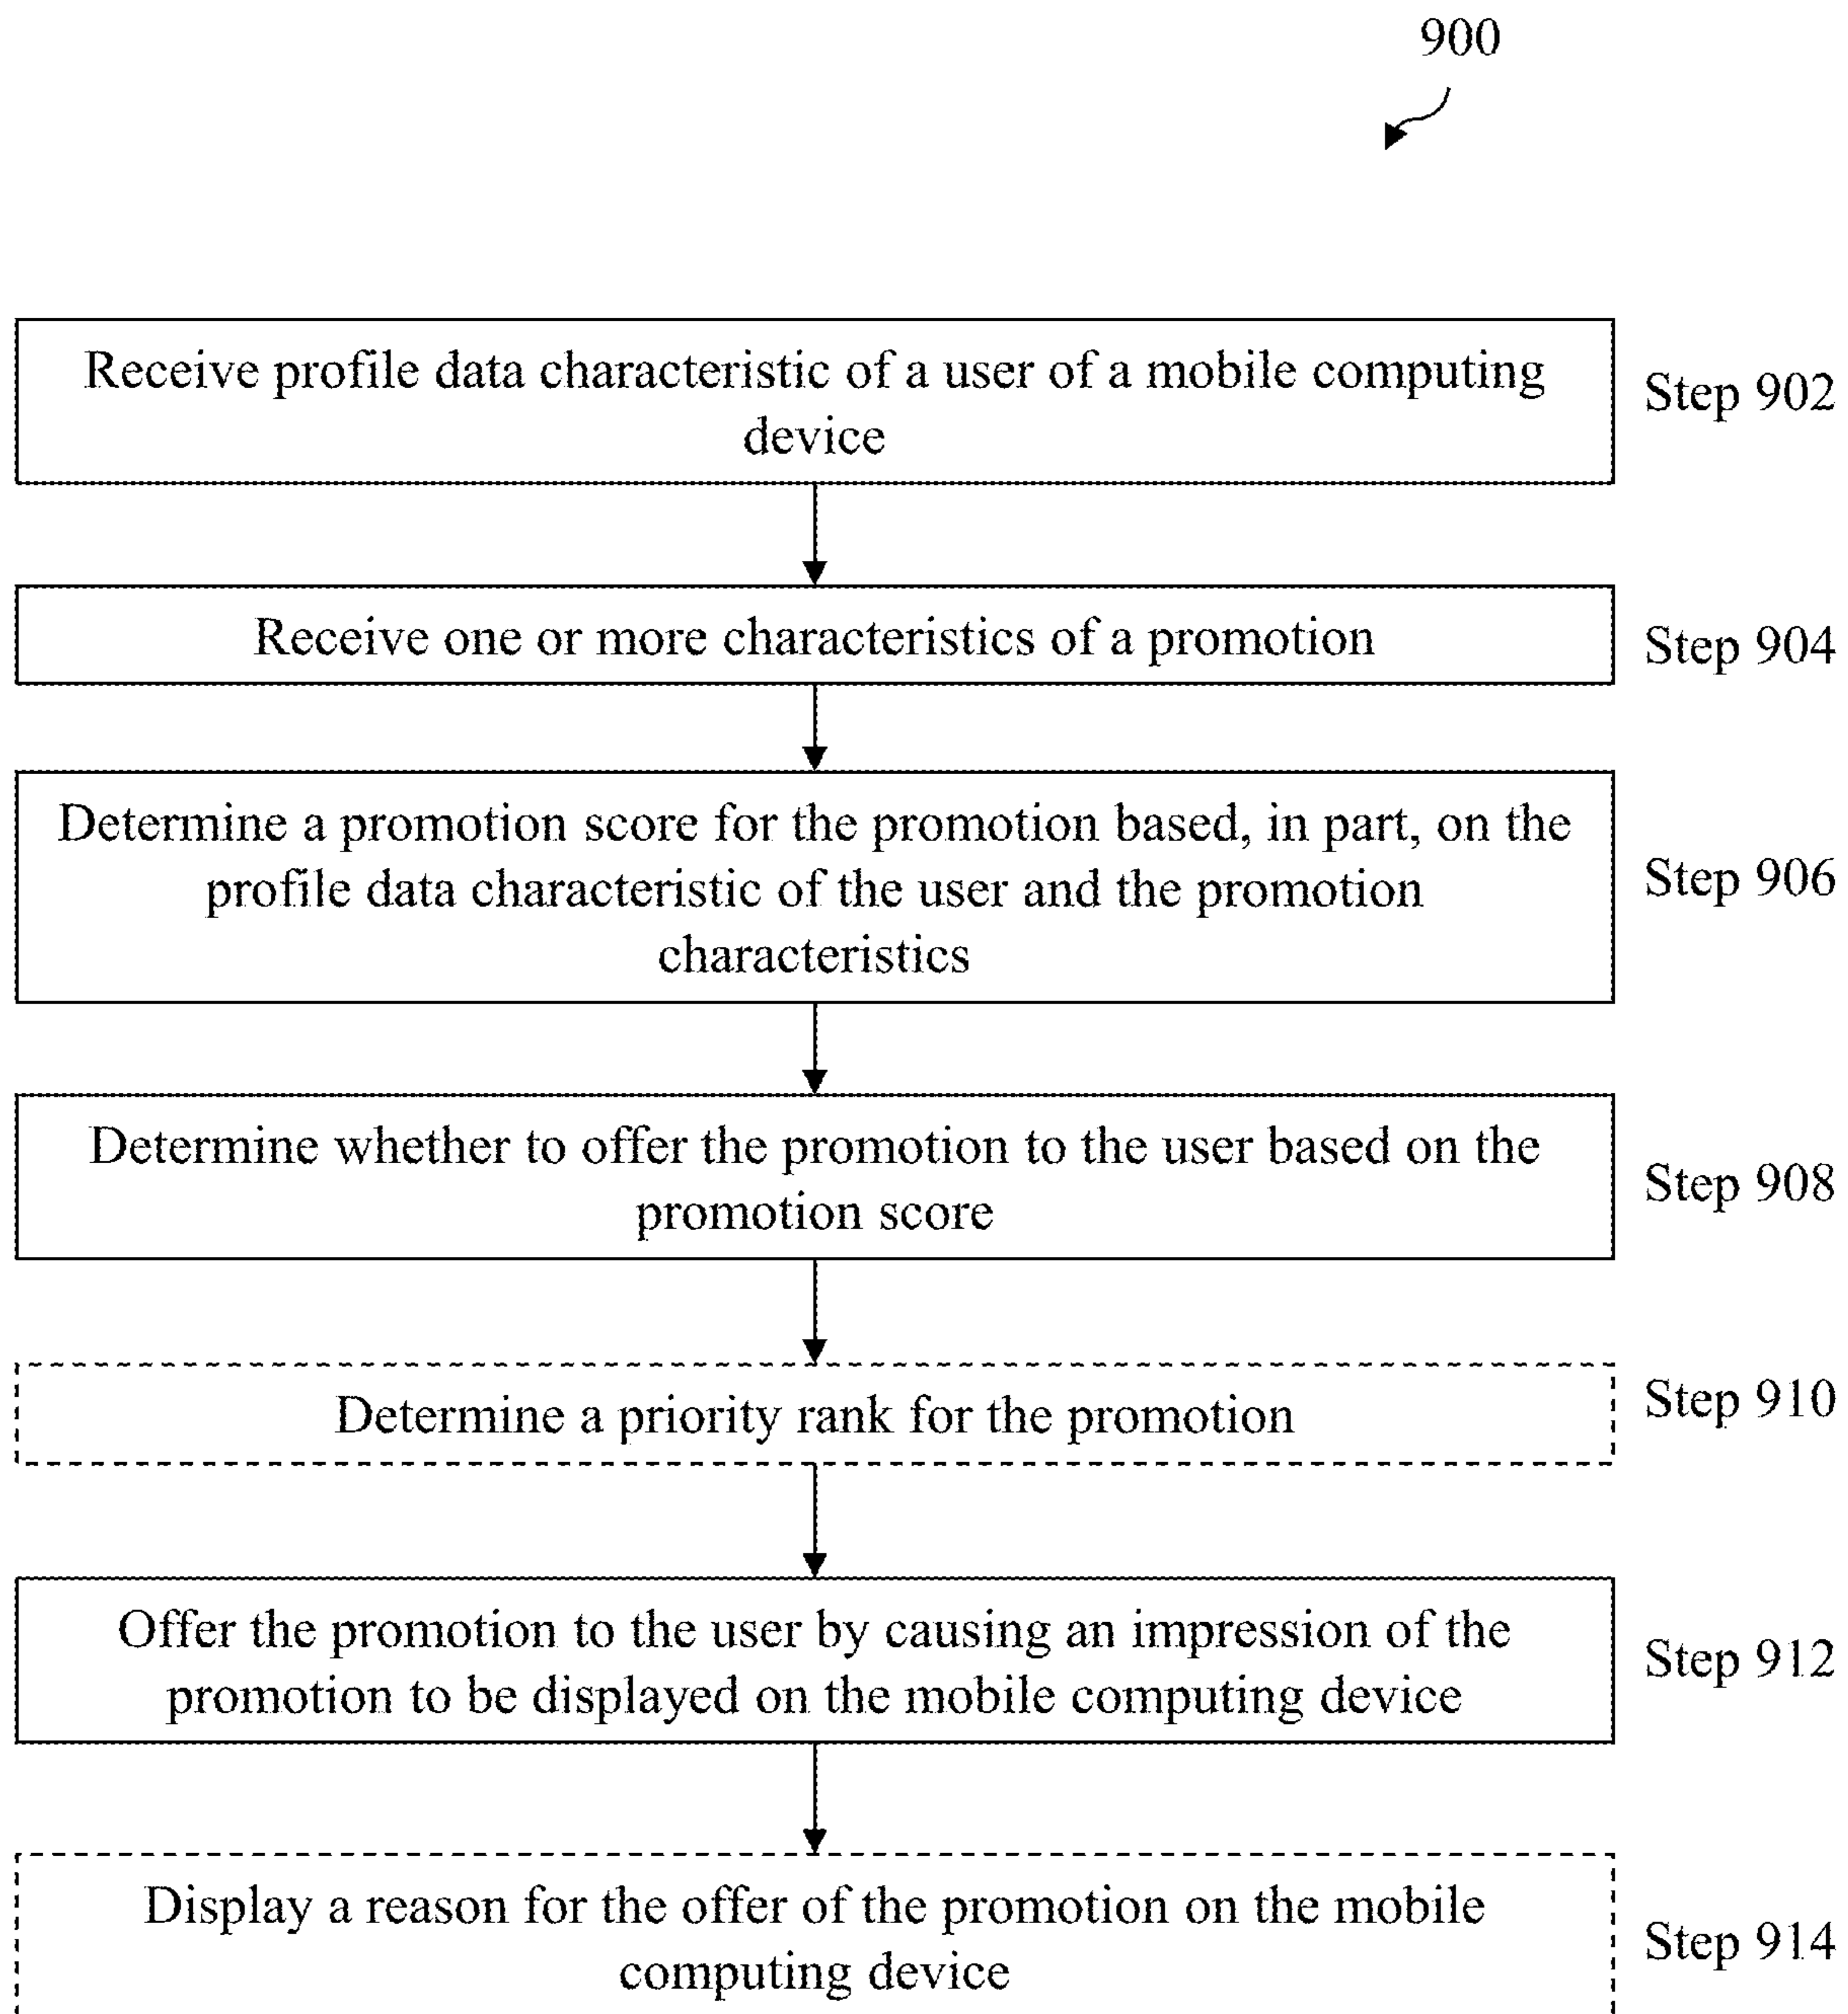 900
Receive profile data characteristic of a user of a mobile computing
device
Step 902
Receive one or more characteristics of a promotion
Step 904
Determine a promotion score for the promotion based, in part, on the
profile data characteristic of the user and the promotion
characteristics
Step 906
Determine whether to offer the promotion to the user based on the
promotion score
Step 908
Determine a priority rank for the promotion
Step 910
Offer the promotion to the user by causing an impression of the
promotion to be displayed on the mobile computing device
Step 912
Display a reason for the offer of the promotion on the mobile
computing device
Step 914